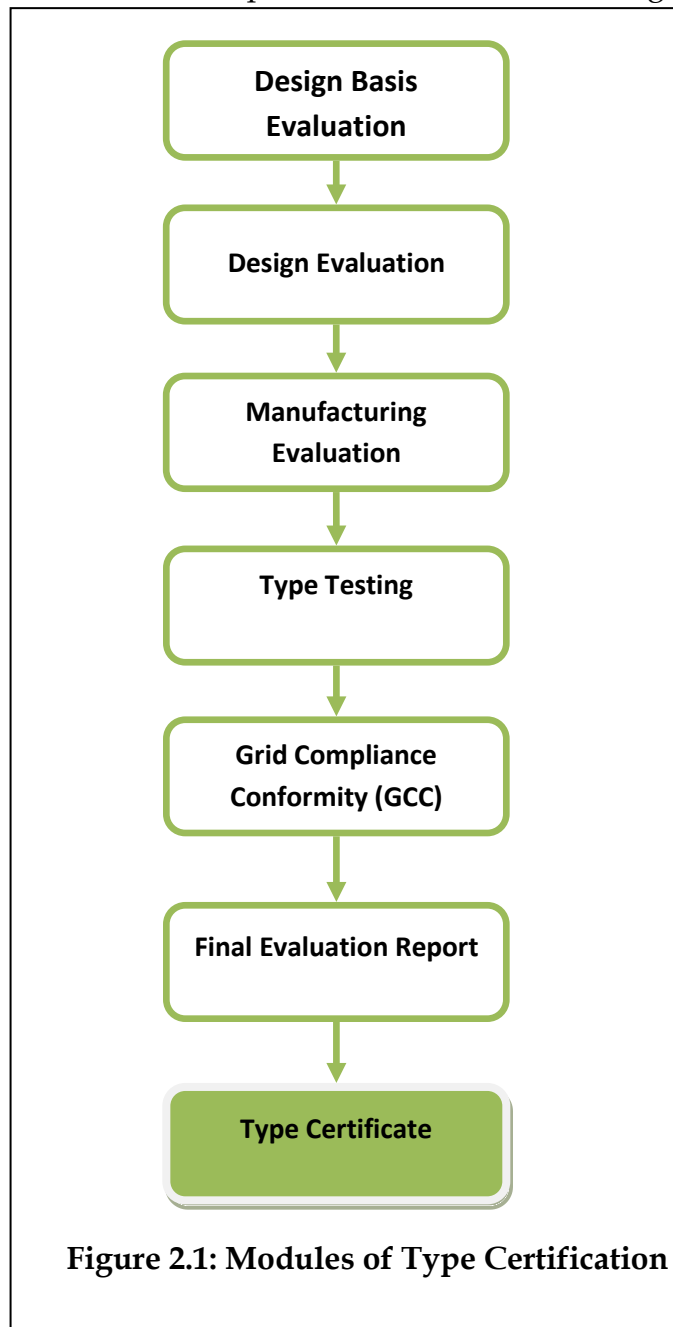 Design Basis
Evaluation
Design Evaluation
Manufacturing
Evaluation
Type Testing
Grid Compliance
Conformity (GCC)
Final Evaluation Report
Type Certificate
Figure 2.1: Modules of Type Certification